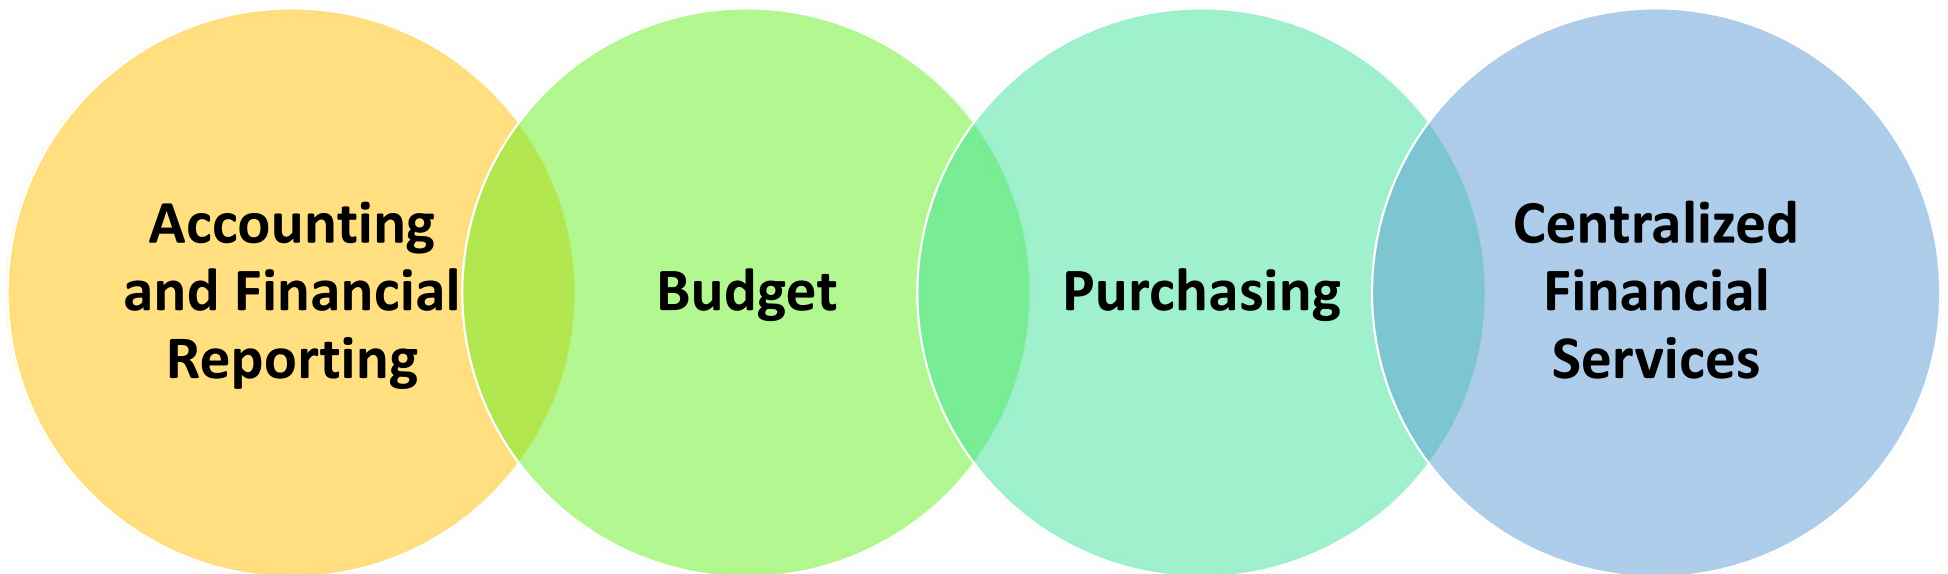 Accounting
and Financial
Reporting
Budget
Purchasing
Centralized
Financial
Services